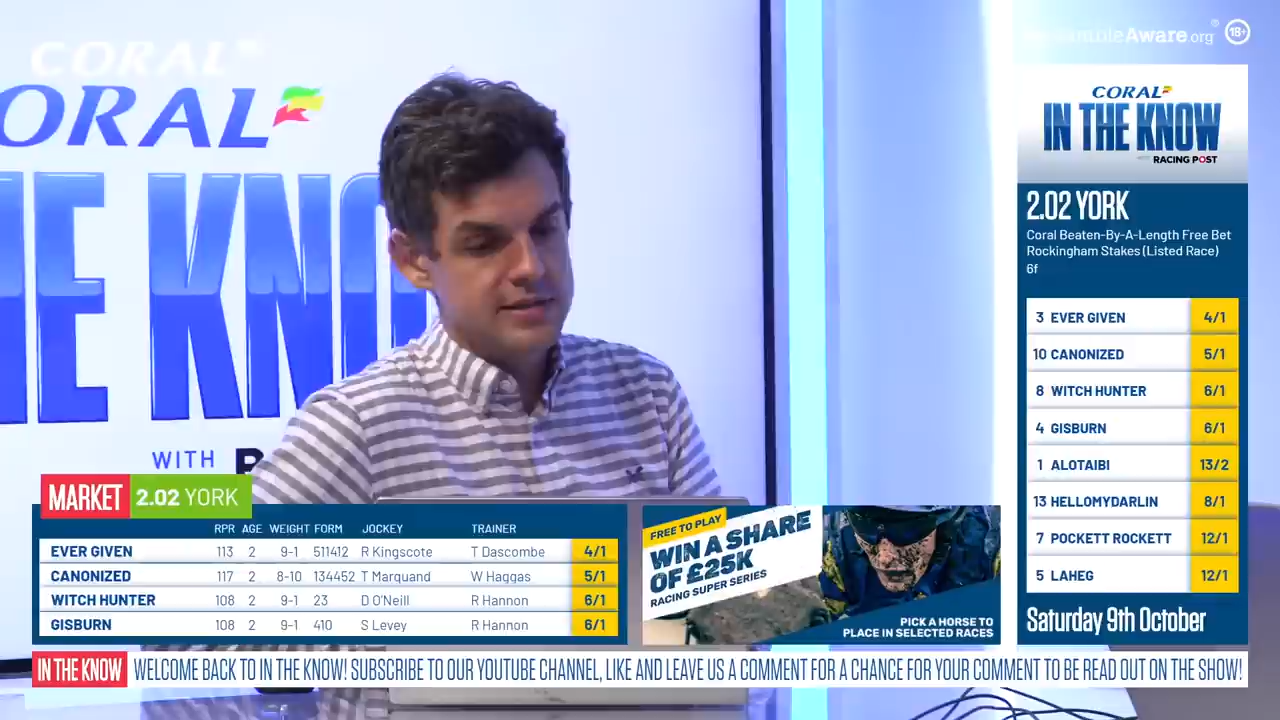 CORAL
GambleAware.org® 18+
ORAL
CORAL
IN THE KNOW
WITH RACING POST
E KNO
WITH
2.02 YORK
Coral Beaten-By-A-Length Free Bet
Rockingham Stakes (Listed Race)
6f
3 EVER GIVEN 4/1
10 CANONIZED 5/1
8 WITCH HUNTER 6/1
4 GISBURN 6/1
1 ALOTAIBI 13/2
13 HELLOMYDARLIN 8/1
7 POCKETT ROCKETT 12/1
5 LAHEG 12/1
Saturday 9th October
MARKET 2.02 YORK
RPR AGE WEIGHT FORM JOCKEY TRAINER
EVER GIVEN 113 2 9-1 511412 R Kingscote T Dascombe 4/1
CANONIZED 117 2 8-10 134452 T Marquand W Haggas 5/1
WITCH HUNTER 108 2 9-1 23 D O'Neill R Hannon 6/1
GISBURN 108 2 9-1 410 S Levey R Hannon 6/1
FREE TO PLAY
WIN A SHARE
OF £25K
RACING SUPER SERIES
PICK A HORSE TO
PLACE IN SELECTED RACES
IN THE KNOW WELCOME BACK TO IN THE KNOW! SUBSCRIBE TO OUR YOUTUBE CHANNEL, LIKE AND LEAVE US A COMMENT FOR A CHANCE FOR YOUR COMMENT TO BE READ OUT ON THE SHOW!